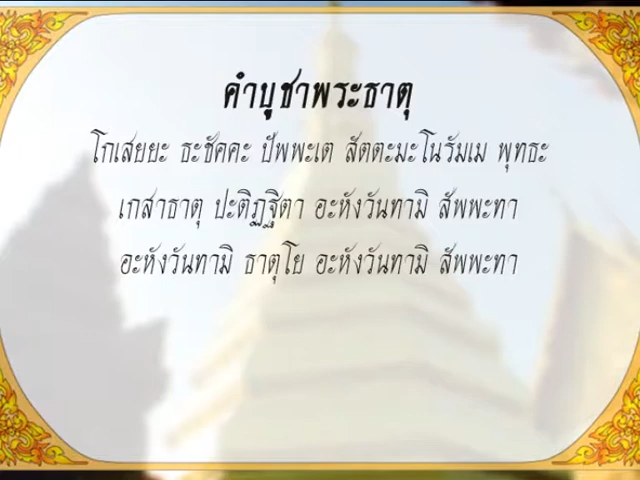 คำบูชาพระธาตุ
โกเสยยะ ธะชัคคะ ปัพพะเต สัตตะมะโนรัมเม พุทธะ
เกสาธาตุ ปะติฏฐิตา อะหังวันทามิ สัพพะทา
อะหังวันทามิ ธาตุโย อะหังวันทามิ สัพพะทา